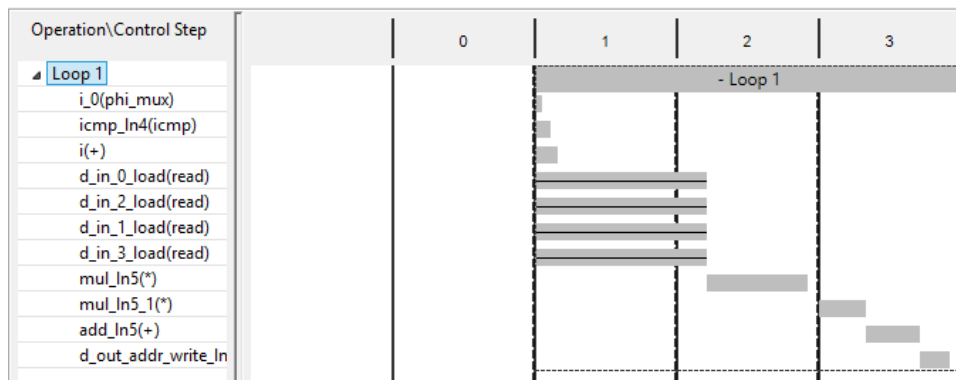 Operation\Control Step
0
1
2
3
Loop 1
- Loop 1
i_0(phi_mux)
icmp_ln4(icmp)
i(+)
d_in_0_load(read)
d_in_2_load(read)
d_in_1_load(read)
d_in_3_load(read)
mul_ln5(*)
mul_ln5_1(*)
add_ln5(+)
d_out_addr_write_ln